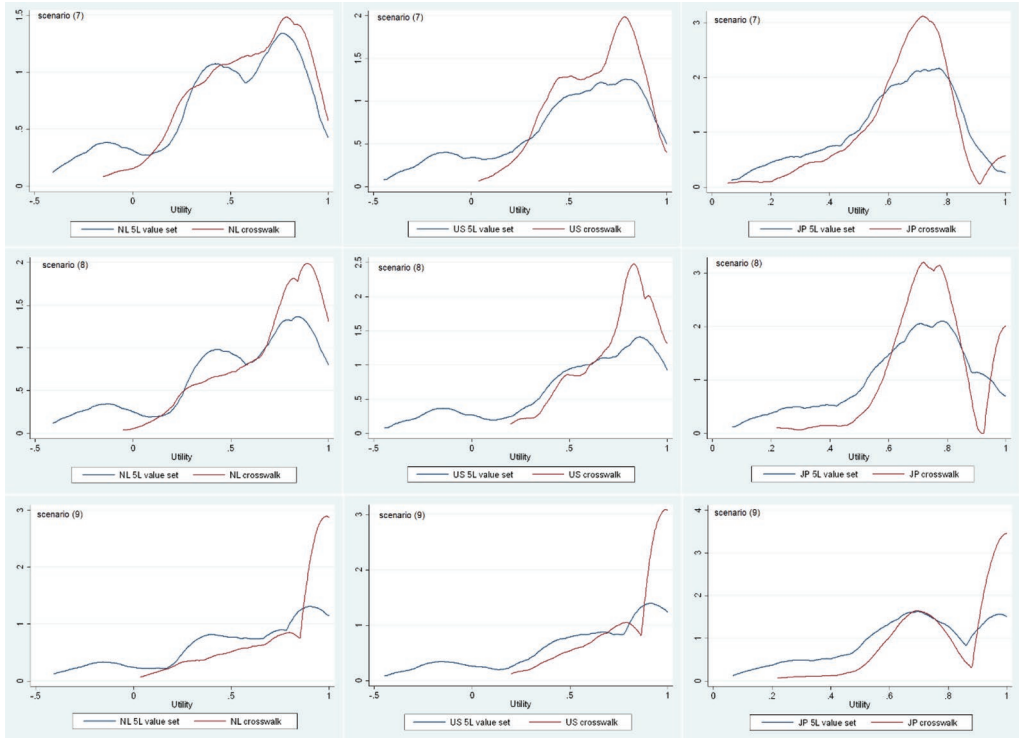 scenario (7)
1.5
1
.5
0
-.5 0 .5 1
Utility
NL 5L value set NL crosswalk
scenario (7)
2
1.5
1
.5
0
-.5 0 .5 1
Utility
US 5L value set US crosswalk
scenario (7)
3
2
1
0
0 .2 .4 .6 .8 1
Utility
JP 5L value set JP crosswalk
scenario (8)
2
1.5
1
.5
0
-.5 0 .5 1
Utility
NL 5L value set NL crosswalk
scenario (8)
2.5
2
1.5
1
.5
0
-.5 0 .5 1
Utility
US 5L value set US crosswalk
scenario (8)
3
2
1
0
0 .2 .4 .6 .8 1
Utility
JP 5L value set JP crosswalk
scenario (9)
3
2
1
0
-.5 0 .5 1
Utility
NL 5L value set NL crosswalk
scenario (9)
3
2
1
0
-.5 0 .5 1
Utility
US 5L value set US crosswalk
scenario (9)
4
3
2
1
0
0 .2 .4 .6 .8 1
Utility
JP 5L value set JP crosswalk